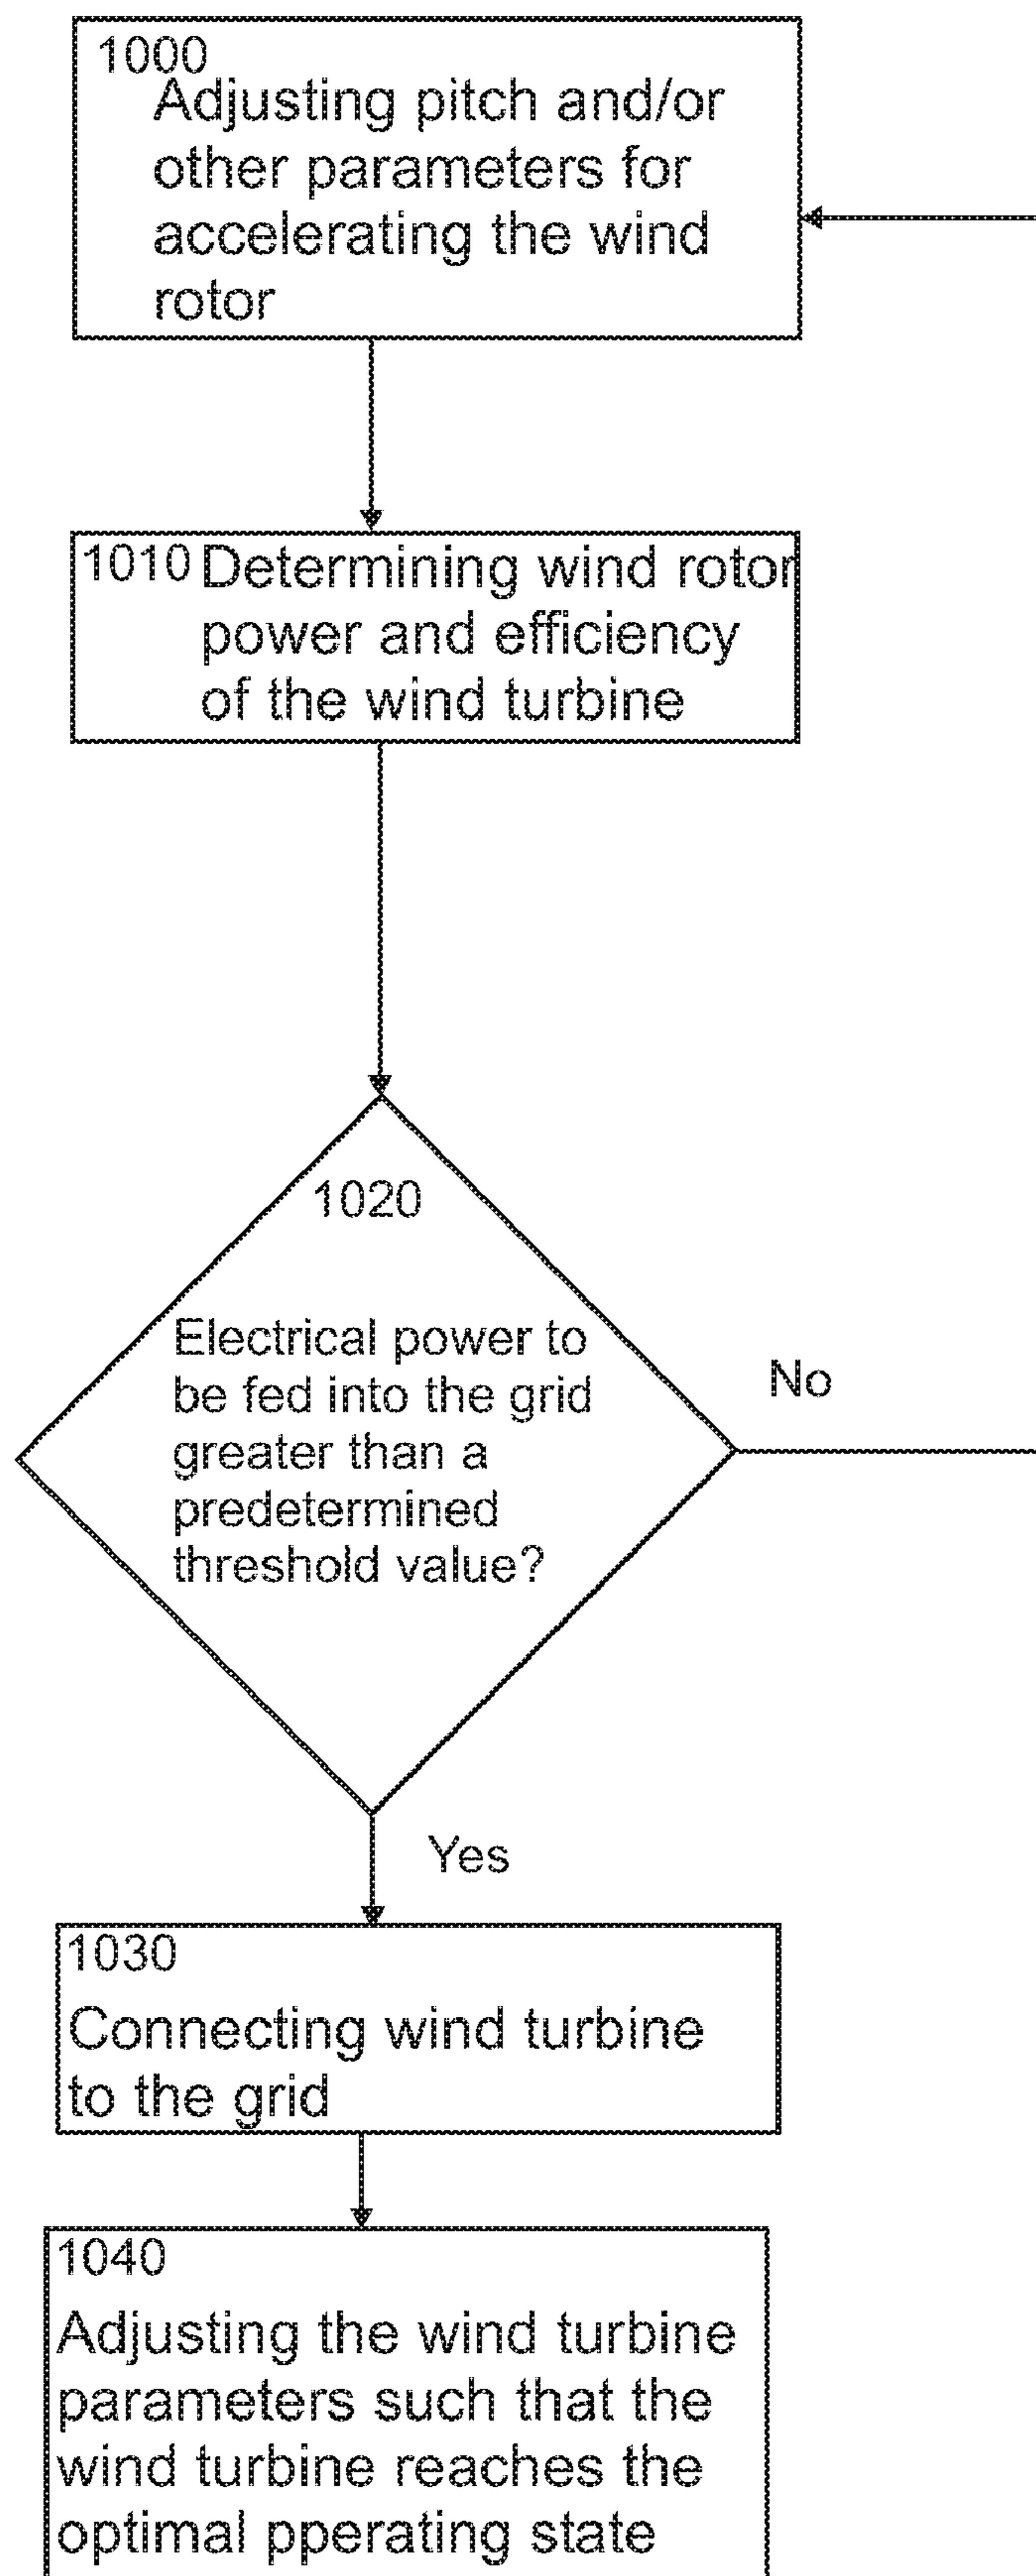 1000
Adjusting pitch and/or
other parameters for
accelerating the wind
rotor
1010
Determining wind rotor
power and efficiency
of the wind turbine
1020
Electrical power to
be fed into the grid
greater than a
predetermined
threshold value?
No
Yes
1030
Connecting wind turbine
to the grid
1040
Adjusting the wind turbine
parameters such that the
wind turbine reaches the
optimal pperating state